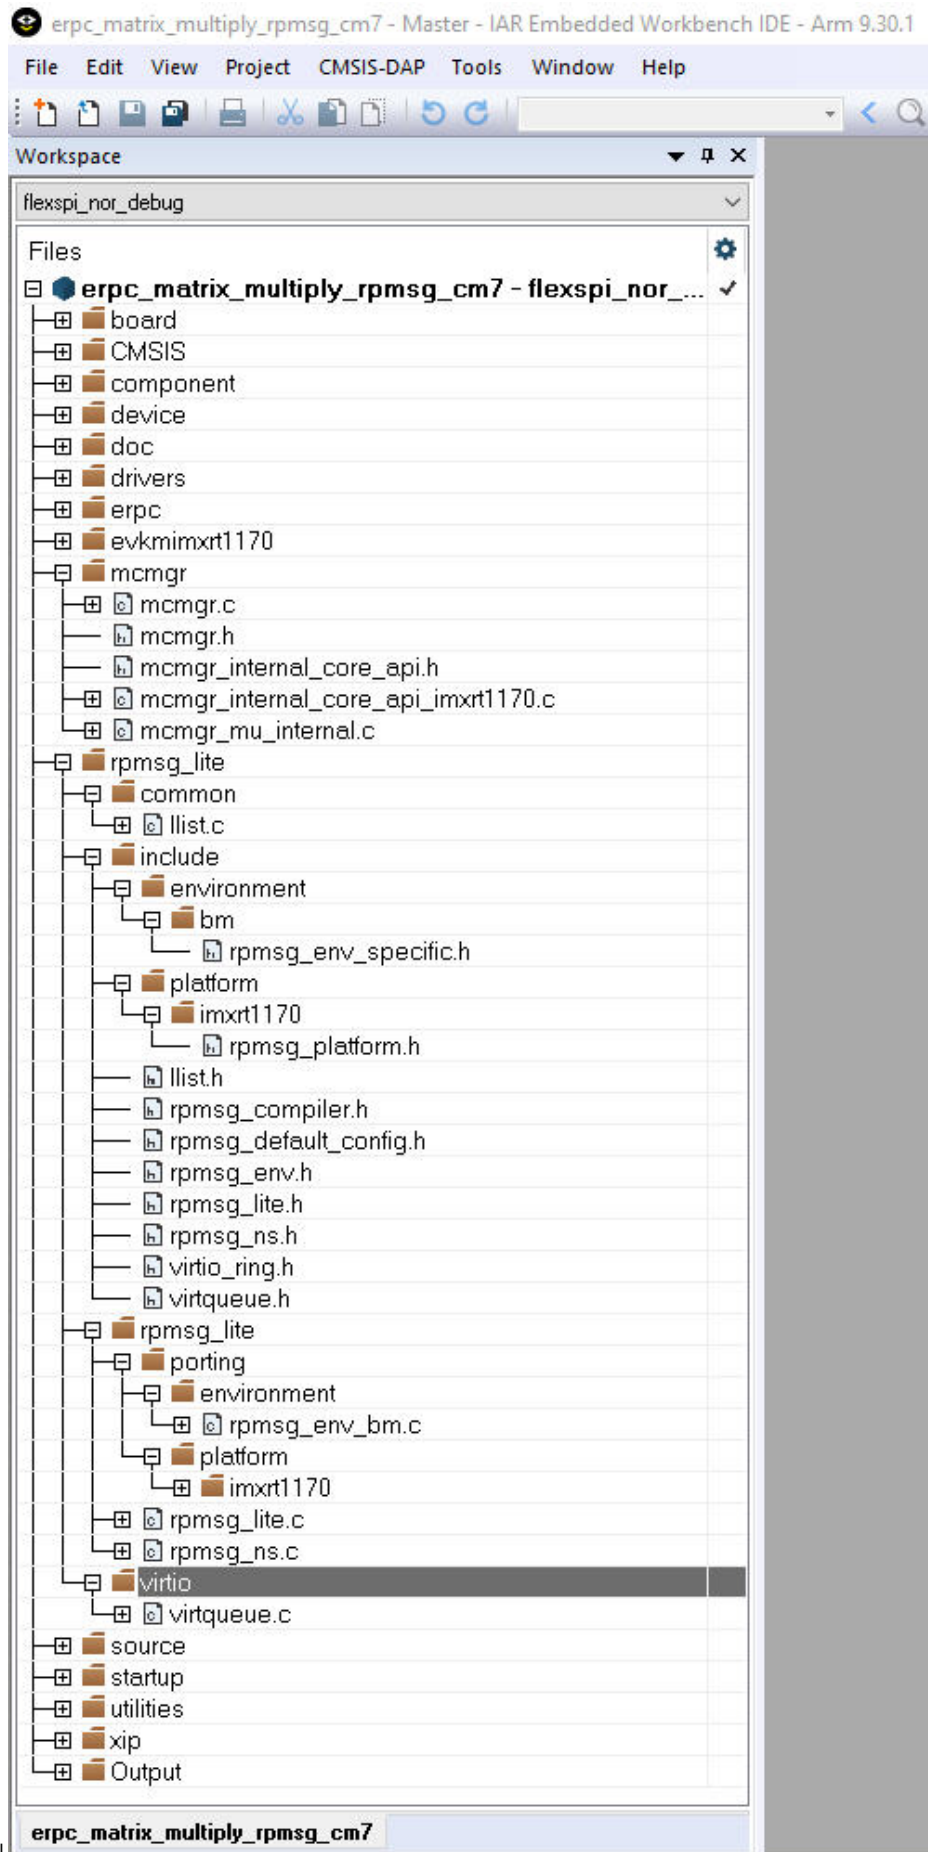 erpc_matrix_multiply_rpmsg_cm7 - Master - IAR Embedded Workbench IDE - Arm 9.30.1
File Edit View Project CMSIS-DAP Tools Window Help
Workspace
flexspi_nor_debug
Files
erpc_matrix_multiply_rpmsg_cm7 - flexspi_nor_...
board
CMSIS
component
device
doc
drivers
erpc
evkmimxrt1170
mcmgr
mcmgr.c
mcmgr.h
mcmgr_internal_core_api.h
mcmgr_internal_core_api_imxrt1170.c
mcmgr_mu_internal.c
rpmsg_lite
common
llist.c
include
environment
bm
rpmsg_env_specific.h
platform
imxrt1170
rpmsg_platform.h
llist.h
rpmsg_compiler.h
rpmsg_default_config.h
rpmsg_env.h
rpmsg_lite.h
rpmsg_ns.h
virtio_ring.h
virtqueue.h
rpmsg_lite
porting
environment
rpmsg_env_bm.c
platform
imxrt1170
rpmsg_lite.c
rpmsg_ns.c
virtio
virtqueue.c
source
startup
utilities
xip
Output
erpc_matrix_multiply_rpmsg_cm7